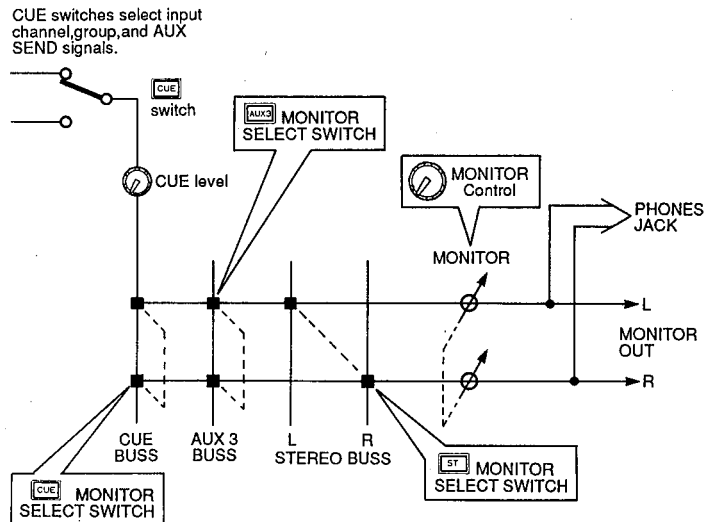 CUE switches select input
channel,group,and AUX
SEND signals.
CUE
switch
AUX3 MONITOR
SELECT SWITCH
CUE level
MONITOR
Control
PHONES
JACK
MONITOR
L
MONITOR
OUT
R
CUE
BUSS
AUX 3
BUSS
L R
STEREO BUSS
CUE MONITOR
SELECT SWITCH
ST MONITOR
SELECT SWITCH